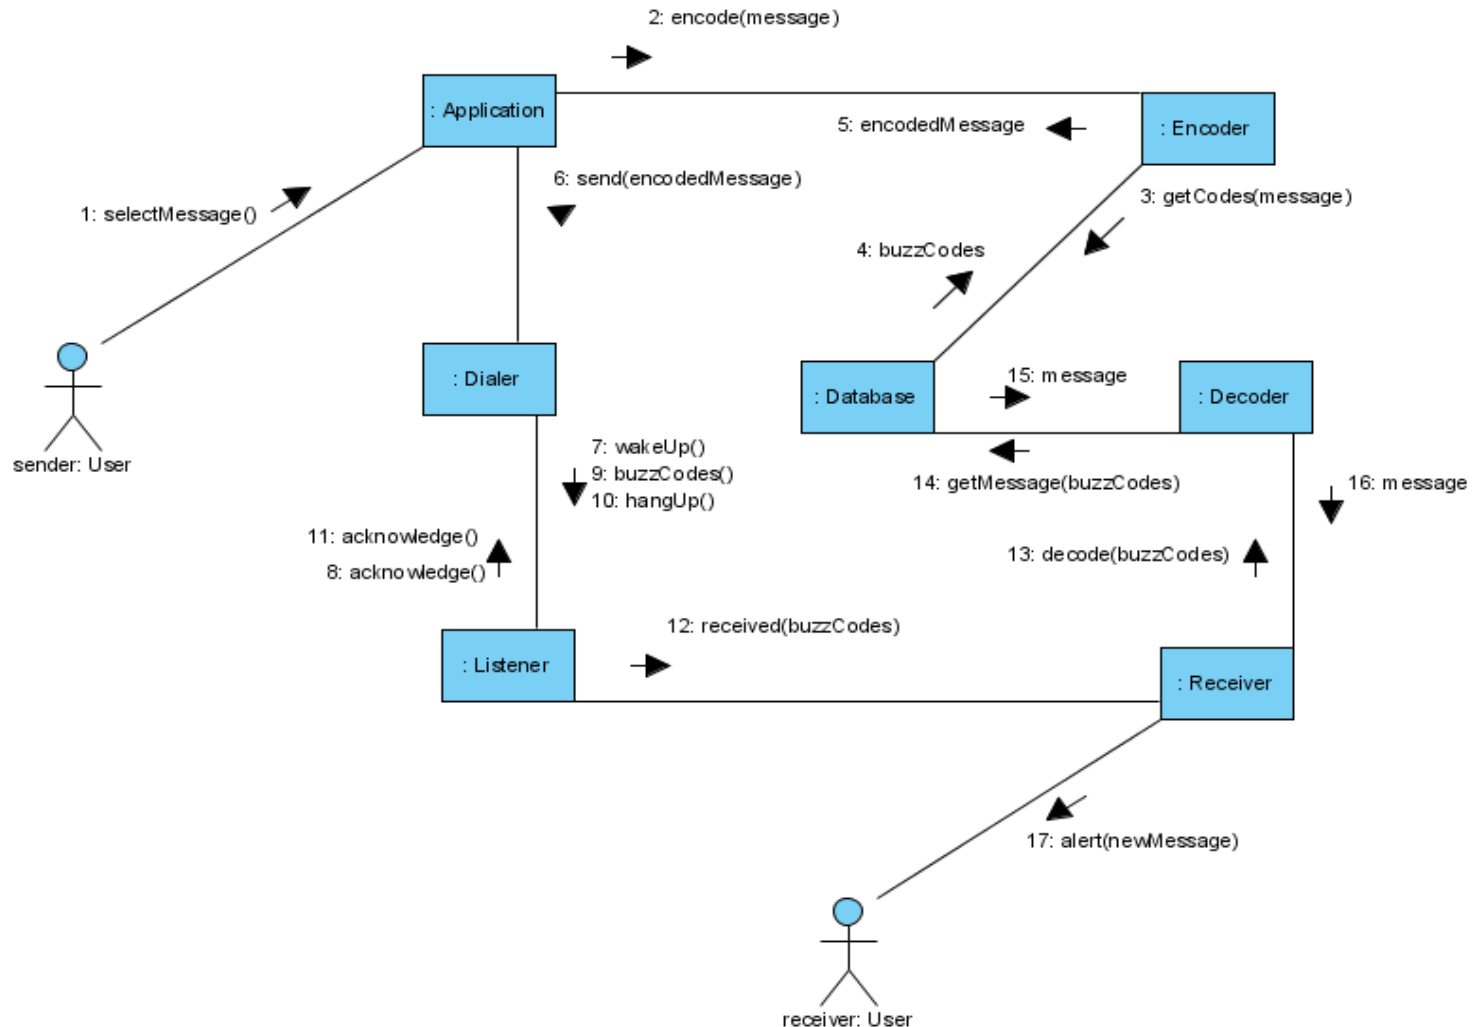 2: encode(message)
: Application
5: encodedMessage
: Encoder
6: send(encodedMessage)
1: selectMessage()
3: getCodes(message)
4: buzzCodes
: Dialer
15: message
: Database
: Decoder
sender: User
7: wakeUp()
9: buzzCodes()
10: hangUp()
14: getMessage(buzzCodes)
16: message
11: acknowledge()
8: acknowledge()
13: decode(buzzCodes)
12: received(buzzCodes)
: Listener
: Receiver
17: alert(newMessage)
receiver: User